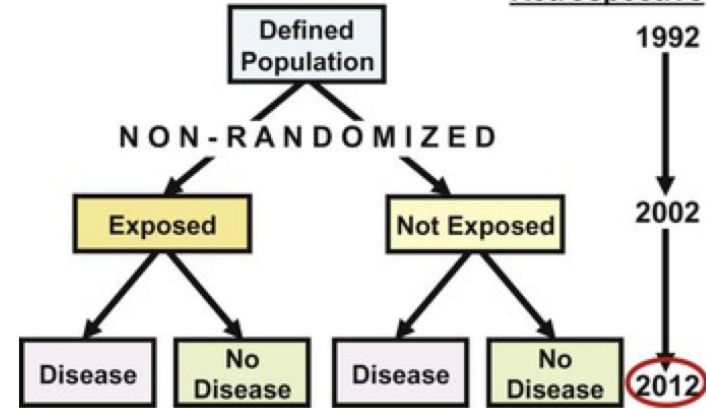 Defined
Population
1992
NON-RANDOMIZED
Exposed
Not Exposed
2002
Disease
No
Disease
Disease
No
Disease
2012